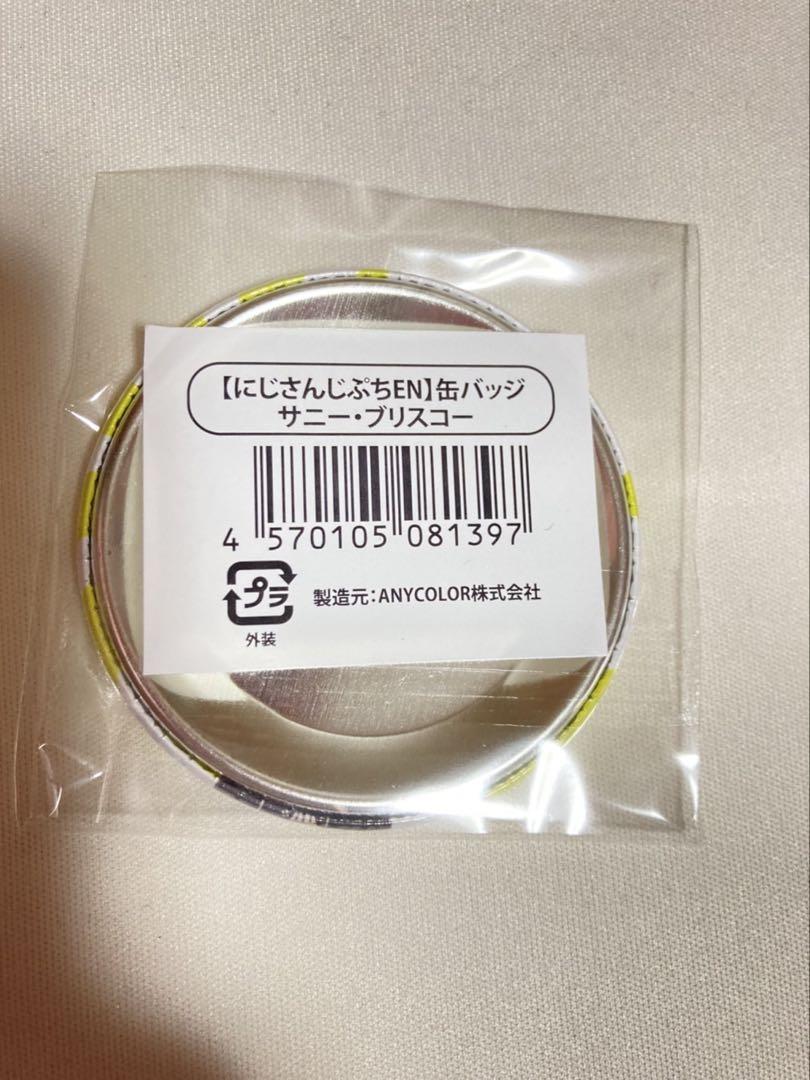 【にじさんじぷちEN】缶バッジ
サニー・ブリスコー
4 570105 081397
プラ
外装
製造元：ANYCOLOR株式会社